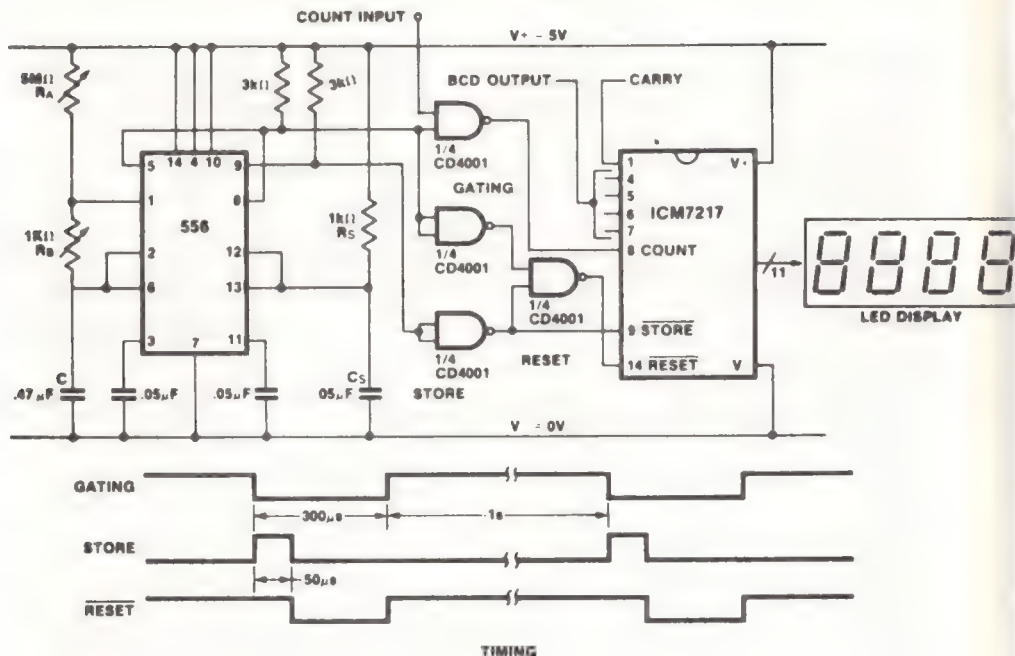 COUNT INPUT
V+ - 5V
5MΩ
RA
3kΩ
3kΩ
BCD OUTPUT
CARRY
1/4
CD4001
14 4 10
5
9
1
8
556
GATING
1
4
5
6
7
V+
ICM7217
1KΩ
RB
2
12
1kΩ
RS
1/4
CD4001
8 COUNT
11
6
13
1/4
CD4001
LED DISPLAY
3
7
11
9 STORE
1/4
CD4001
RESET
14 RESET
V
C
.47μF
.05μF
.05μF
CS
05μF
STORE
V = 0V
GATING
300μs
1s
STORE
50μs
RESET
TIMING